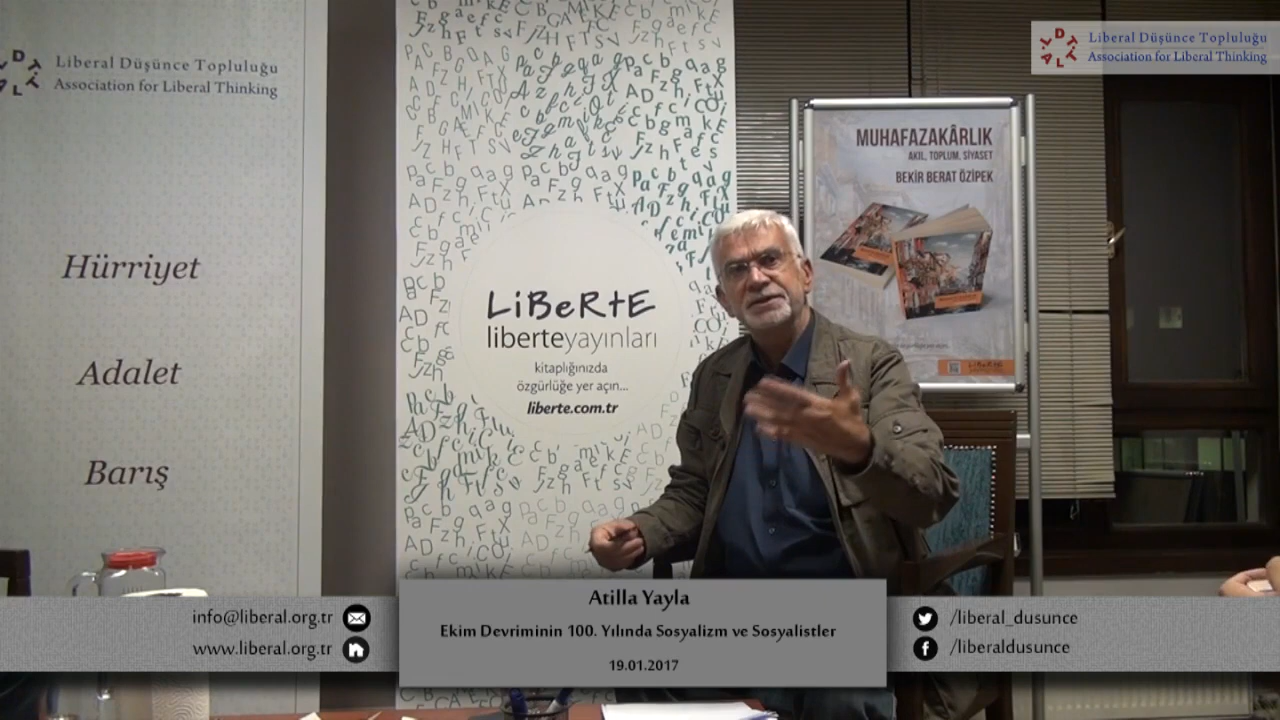 Liberal Düşünce Topluluğu
Association for Liberal Thinking
Hürriyet
Adalet
Barış
LiBeRtE
liberteyayınları
kitaplığınızda
özgürlüğe yer açın...
liberte.com.tr
MUHAFAZAKÂRLIK
AKIL, TOPLUM, SİYASET
BEKİR BERAT ÖZİPEK
LiBeRtE
Liberal Düşünce Topluluğu
Association for Liberal Thinking
info@liberal.org.tr
www.liberal.org.tr
Atilla Yayla
Ekim Devriminin 100. Yılında Sosyalizm ve Sosyalistler
19.01.2017
/liberal_dusunce
/liberaldusunce